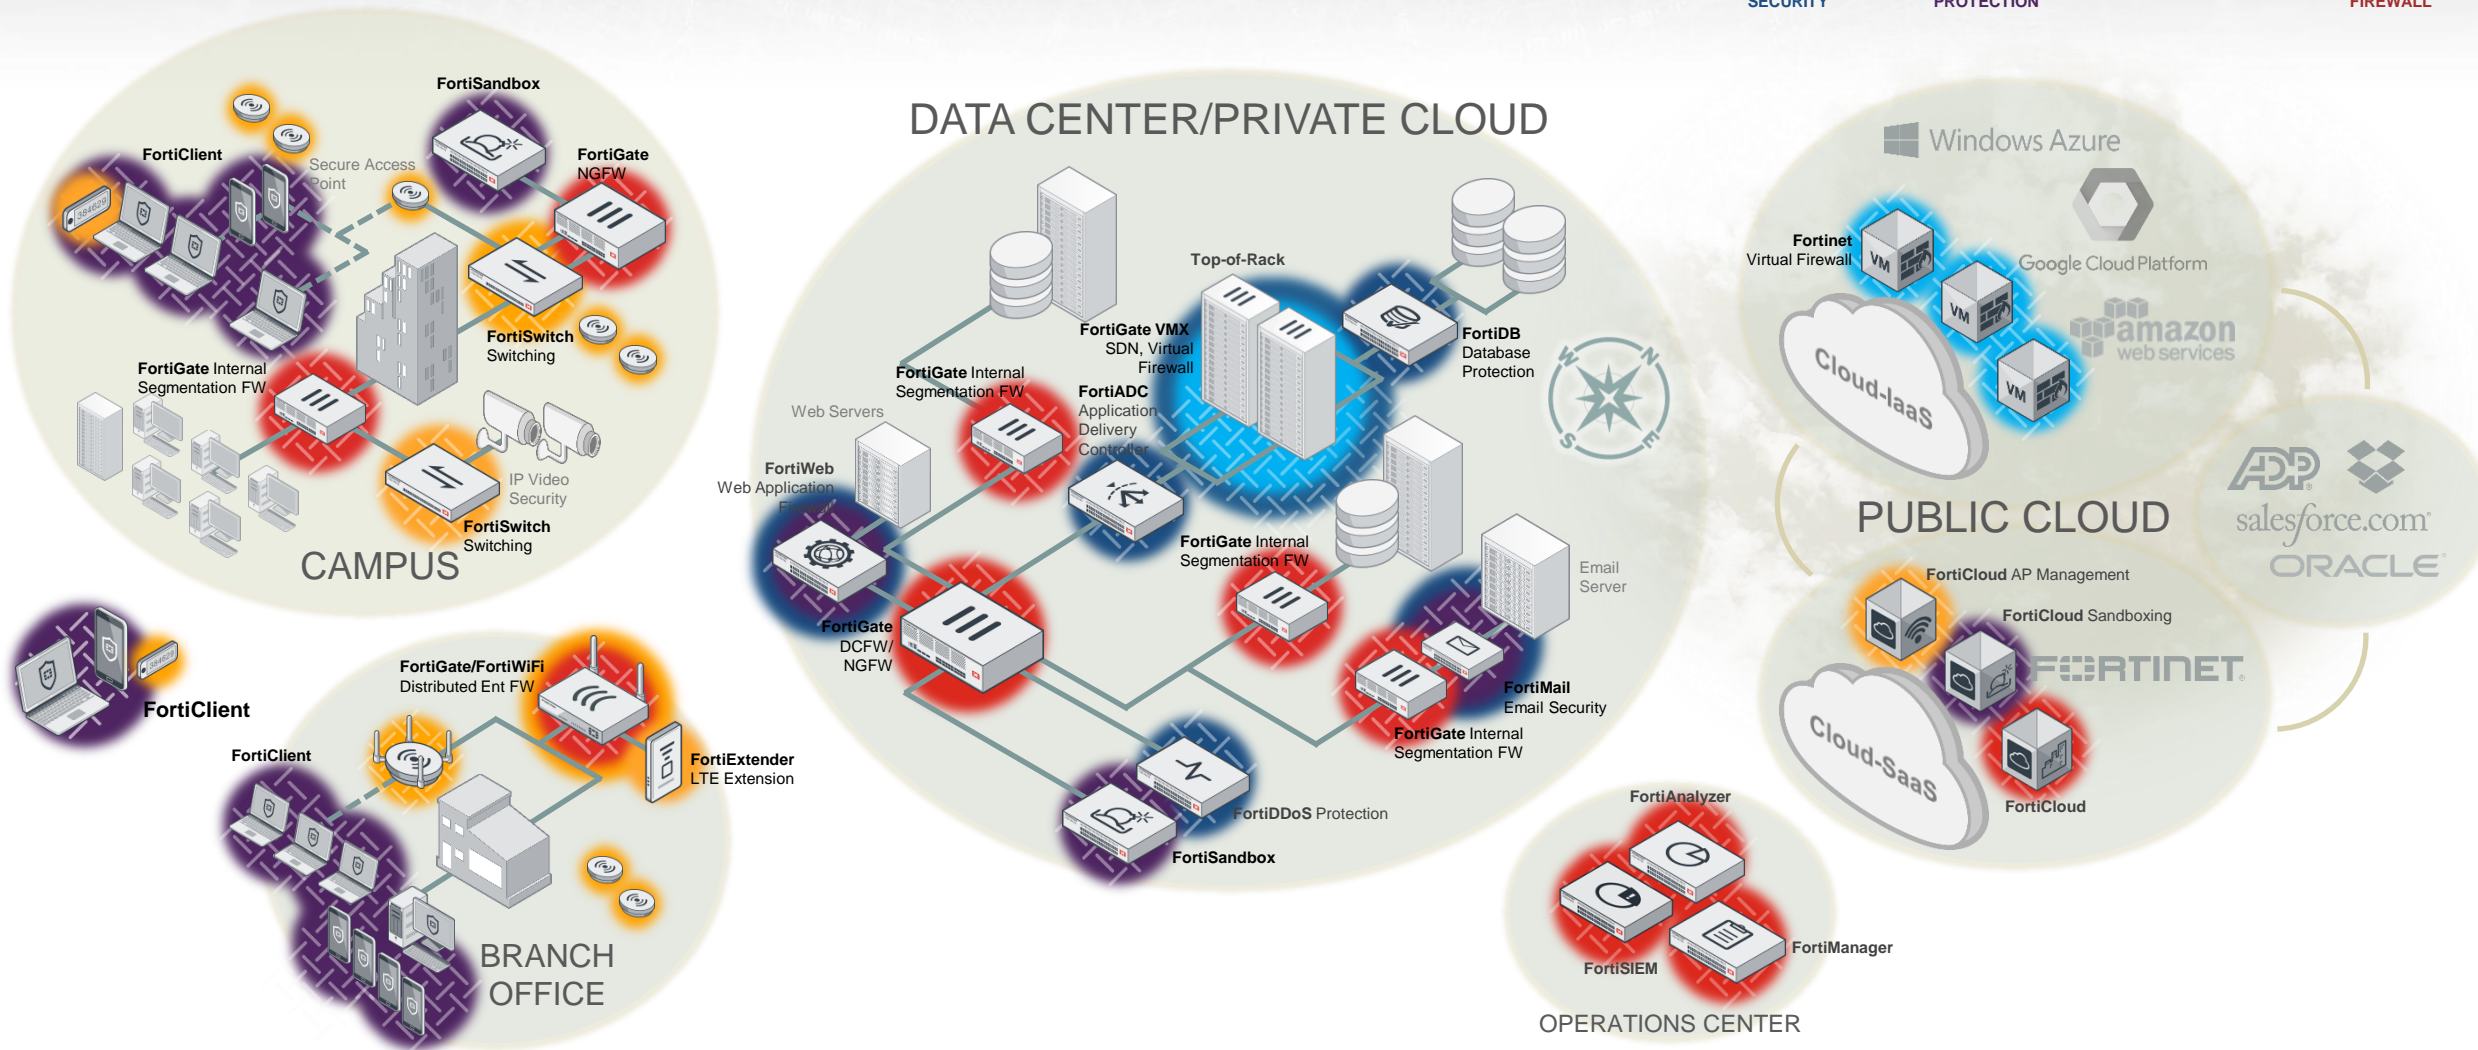 SECURITY
PROTECTION
FIREWALL
FortiSandbox
FortiClient
Secure Access
Point
FortiGate
NGFW
384629
FortiSwitch
Switching
FortiGate Internal
Segmentation FW
IP Video
Security
FortiSwitch
Switching
CAMPUS
384629
FortiClient
FortiGate/FortiWiFi
Distributed Ent FW
FortiClient
FortiExtender
LTE Extension
BRANCH
OFFICE
DATA CENTER/PRIVATE CLOUD
Top-of-Rack
FortiGate VMX
SDN, Virtual
Firewall
FortiDB
Database
Protection
W
N
S
E
FortiGate Internal
Segmentation FW
FortiADC
Application
Delivery
Controller
Web Servers
FortiWeb
Web Application
Firewall
FortiGate Internal
Segmentation FW
Email
Server
FortiGate
DCFW/
NGFW
FortiMail
Email Security
FortiGate Internal
Segmentation FW
FortiDDoS Protection
FortiSandbox
FortiAnalyzer
FortiSIEM
FortiManager
OPERATIONS CENTER
Windows Azure
Fortinet
Virtual Firewall
VM
Google Cloud Platform
VM
amazon
web services
VM
Cloud-IaaS
PUBLIC CLOUD
ADP
salesforce.com
ORACLE
FortiCloud AP Management
FortiCloud Sandboxing
FORTINET
Cloud-SaaS
FortiCloud